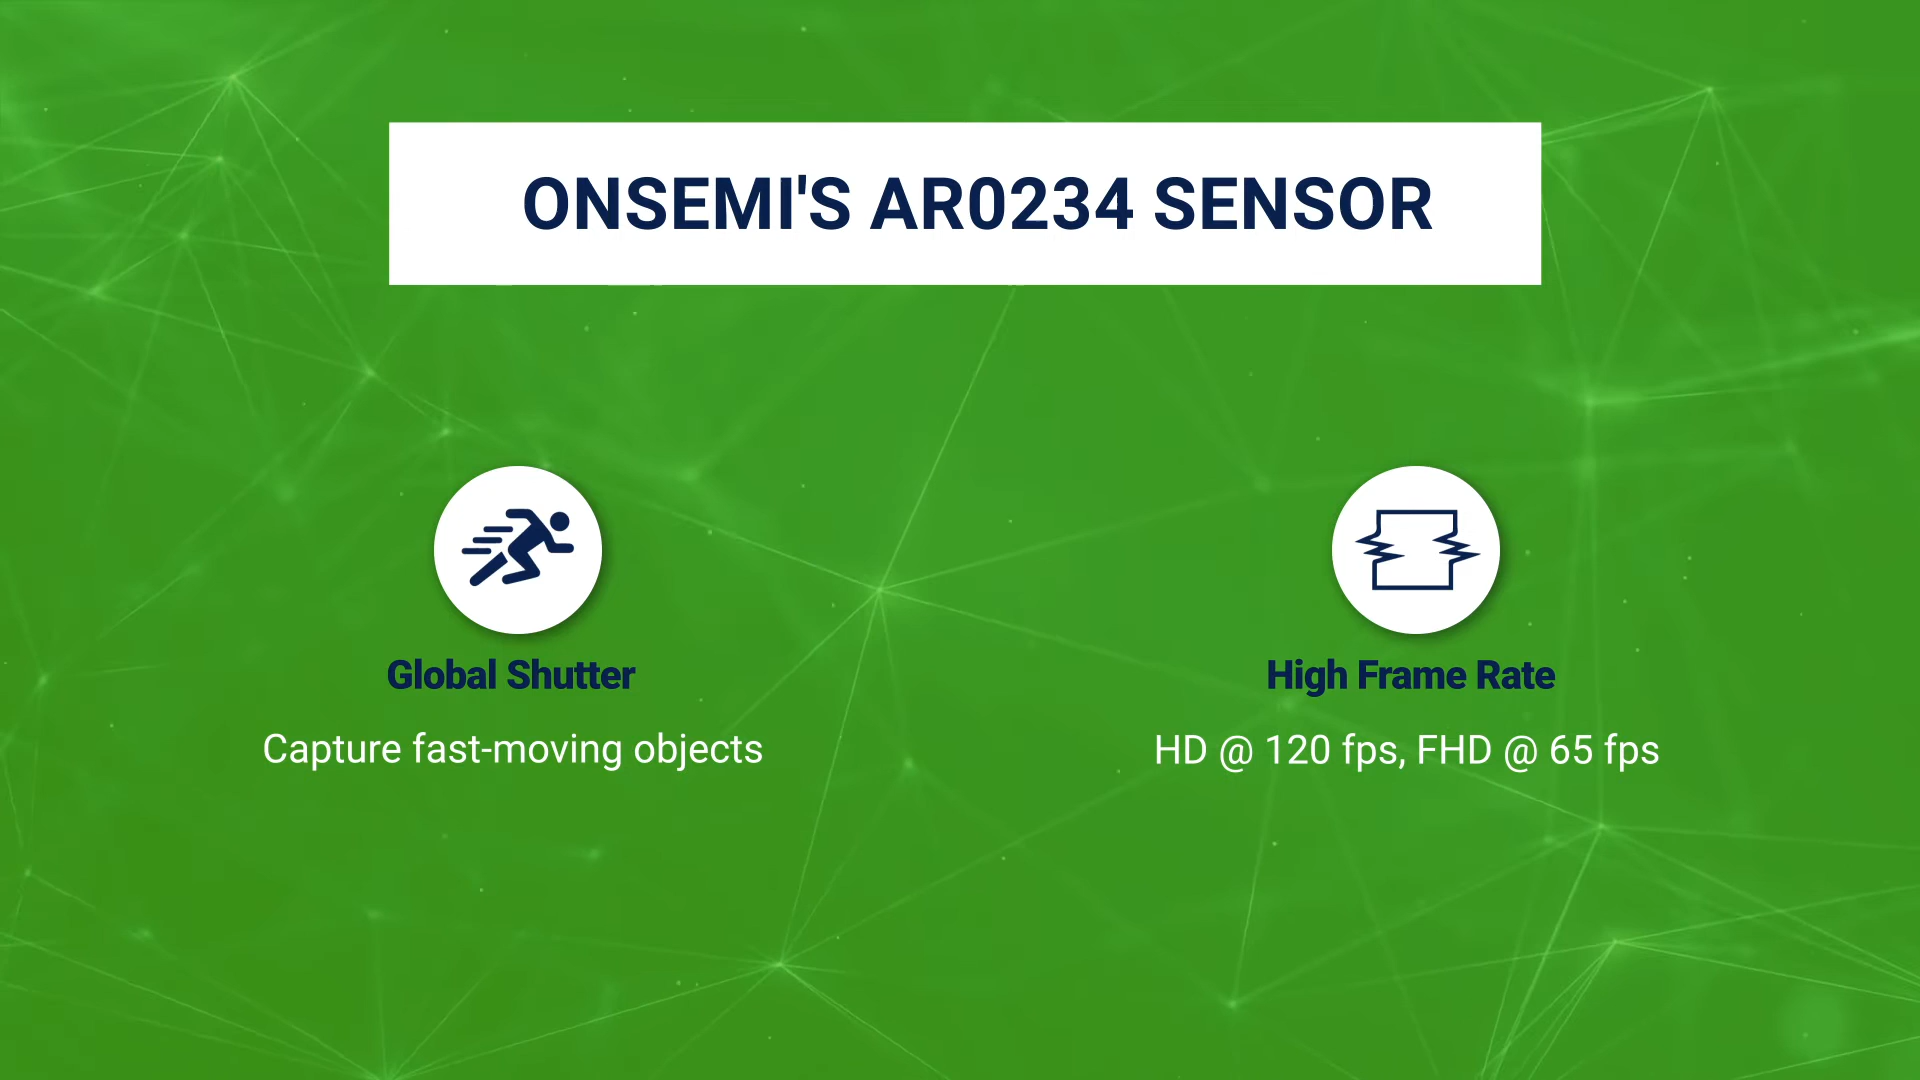 ONSEMI'S AR0234 SENSOR
Global Shutter
Capture fast-moving objects
High Frame Rate
HD @ 120 fps, FHD @ 65 fps